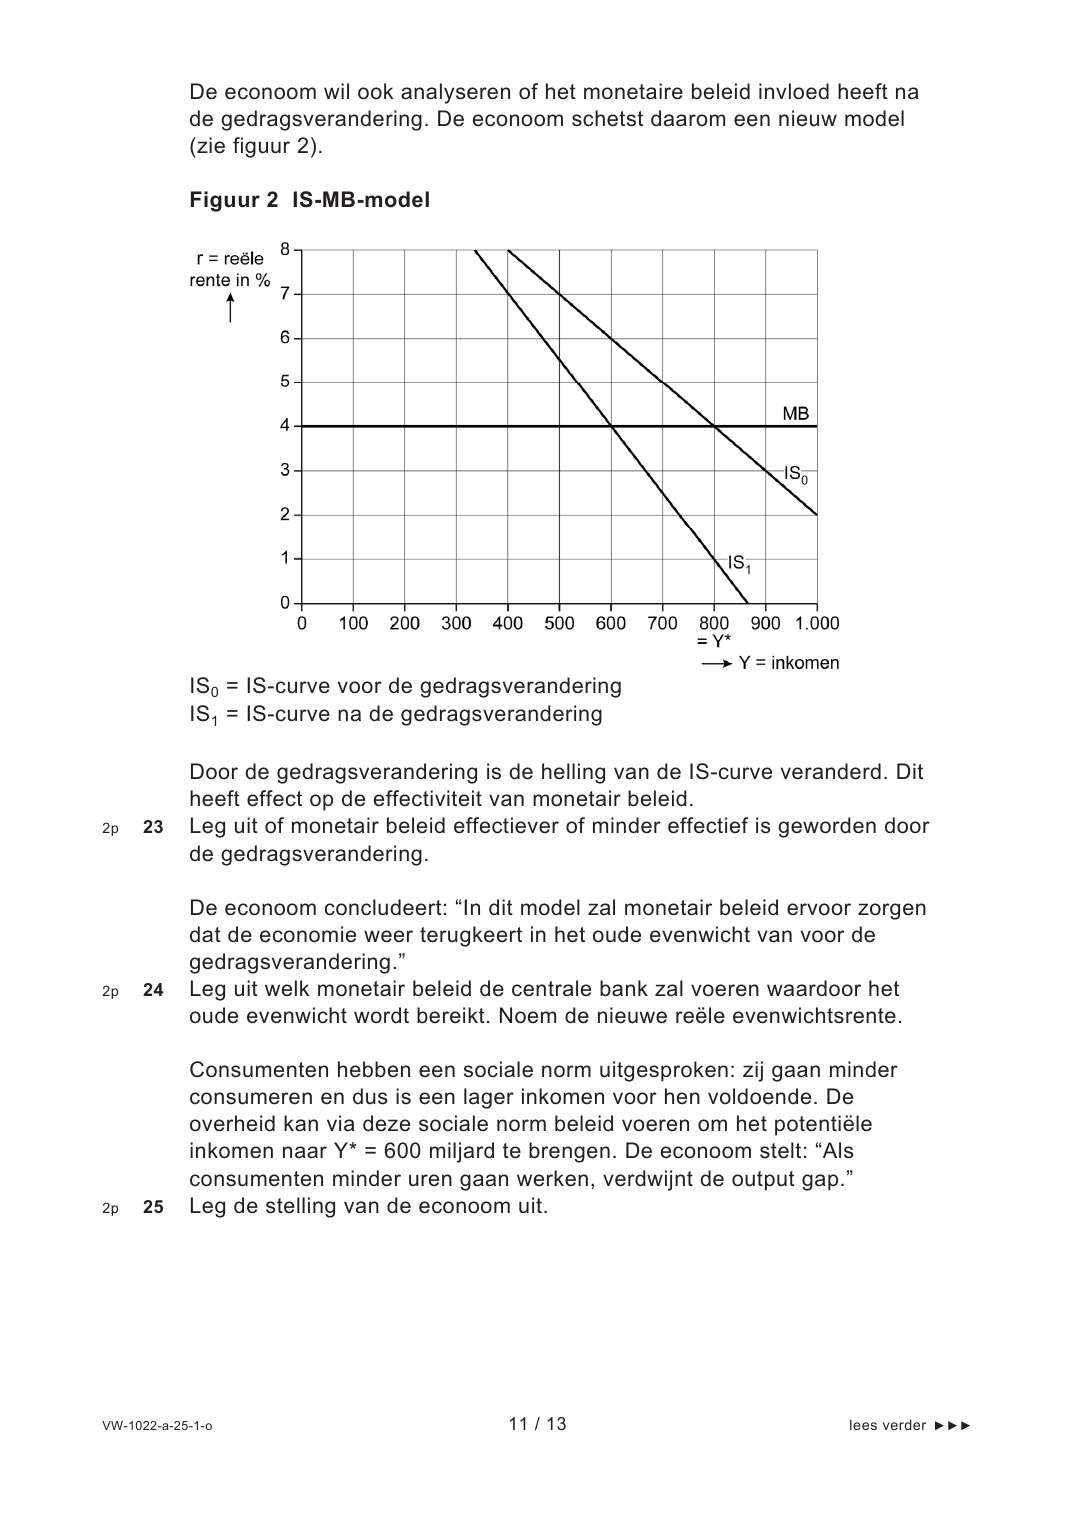 De econoom wil ook analyseren of het monetaire beleid invloed heeft na
de gedragsverandering. De econoom schetst daarom een nieuw model
(zie figuur 2).
Figuur 2 IS-MB-model
r = reële
rente in %
8
7
6
5
4
3
2
1
0
MB
IS0
IS1
0 100 200 300 400 500 600 700 800 900 1.000
= Y*
Y = inkomen
IS0 = IS-curve voor de gedragsverandering
IS1 = IS-curve na de gedragsverandering
Door de gedragsverandering is de helling van de IS-curve veranderd. Dit
heeft effect op de effectiviteit van monetair beleid.
2p 23 Leg uit of monetair beleid effectiever of minder effectief is geworden door
de gedragsverandering.
De econoom concludeert: “In dit model zal monetair beleid ervoor zorgen
dat de economie weer terugkeert in het oude evenwicht van voor de
gedragsverandering.”
2p 24 Leg uit welk monetair beleid de centrale bank zal voeren waardoor het
oude evenwicht wordt bereikt. Noem de nieuwe reële evenwichtsrente.
Consumenten hebben een sociale norm uitgesproken: zij gaan minder
consumeren en dus is een lager inkomen voor hen voldoende. De
overheid kan via deze sociale norm beleid voeren om het potentiële
inkomen naar Y* = 600 miljard te brengen. De econoom stelt: “Als
consumenten minder uren gaan werken, verdwijnt de output gap.”
2p 25 Leg de stelling van de econoom uit.
VW-1022-a-25-1-o 11 / 13 lees verder ►►►